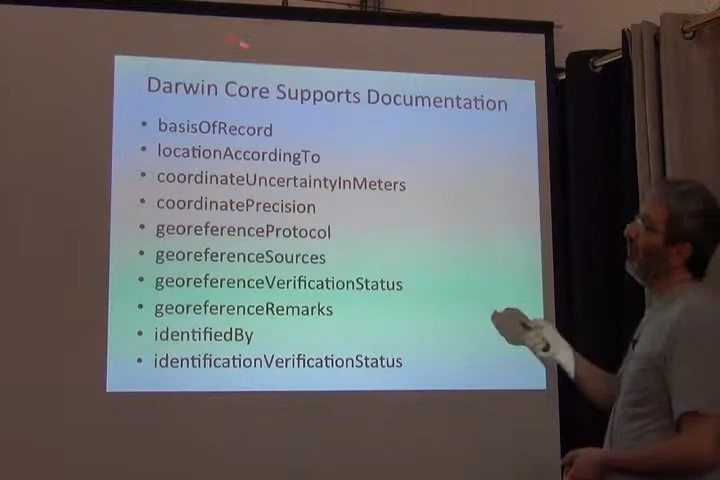 Darwin Core Supports Documentation
• basisOfRecord
• locationAccordingTo
• coordinateUncertaintyInMeters
• coordinatePrecision
• georeferenceProtocol
• georeferenceSources
• georeferenceVerificationStatus
• georeferenceRemarks
• identifiedBy
• identificationVerificationStatus